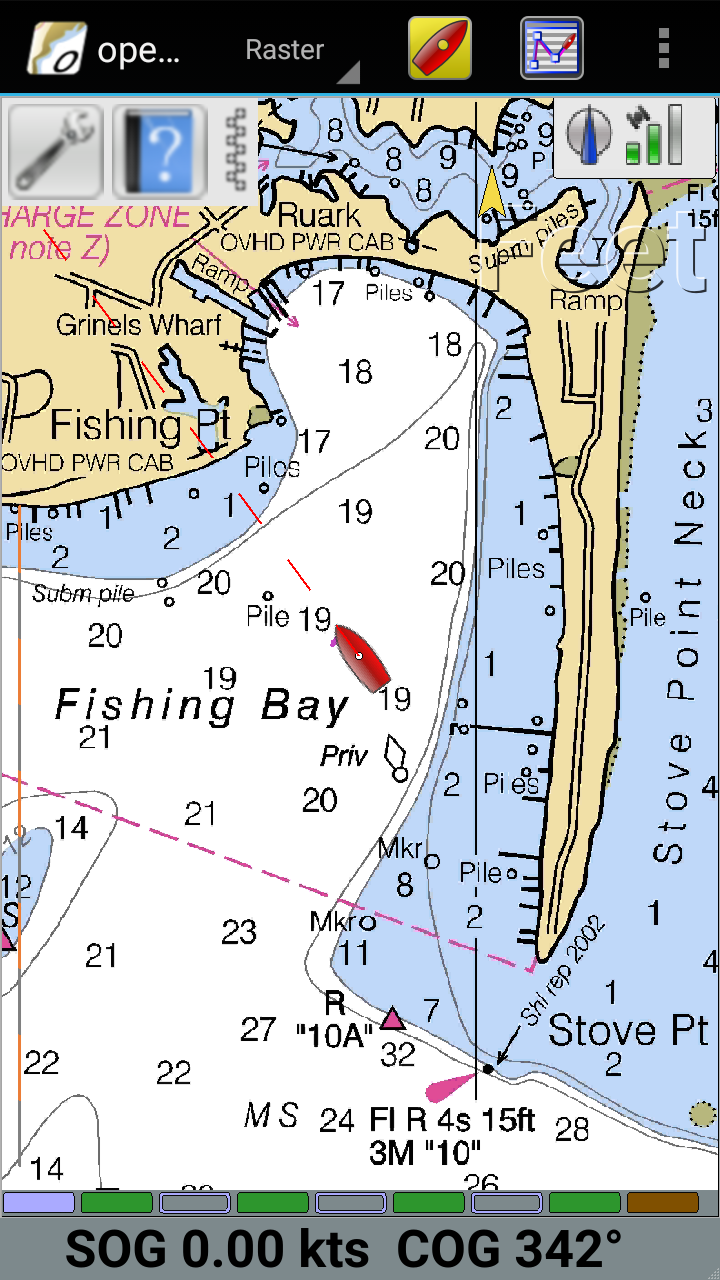 ope...
Raster
8
8
9
9
8
9
P
Fl
15f
HARGE ZONE
note Z)
Ruark
OVHD PWR CAB
Subm piles
7
feet
Ramp
17
Piles
Ramp
Grinels Wharf
18
18
Fishing Pt
2
3
17
20
OVHD PWR CAB
Piles
1
1
19
1
Piles
2
2
Subm pile
20
20
Piles
Pile
19
Pile
20
1
19
19
Fishing Bay
21
Priv
2
Piles
4
Stove Point Neck
20
21
14
Mkr
8
Pile
12
S
2
1
Mkr
11
23
21
4
Shl rep 2002
1
R
"10A"
7
27
32
Stove Pt
2
22
22
M S
24
Fl R 4s 15ft
3M "10"
28
14
26
SOG 0.00 kts COG 342°